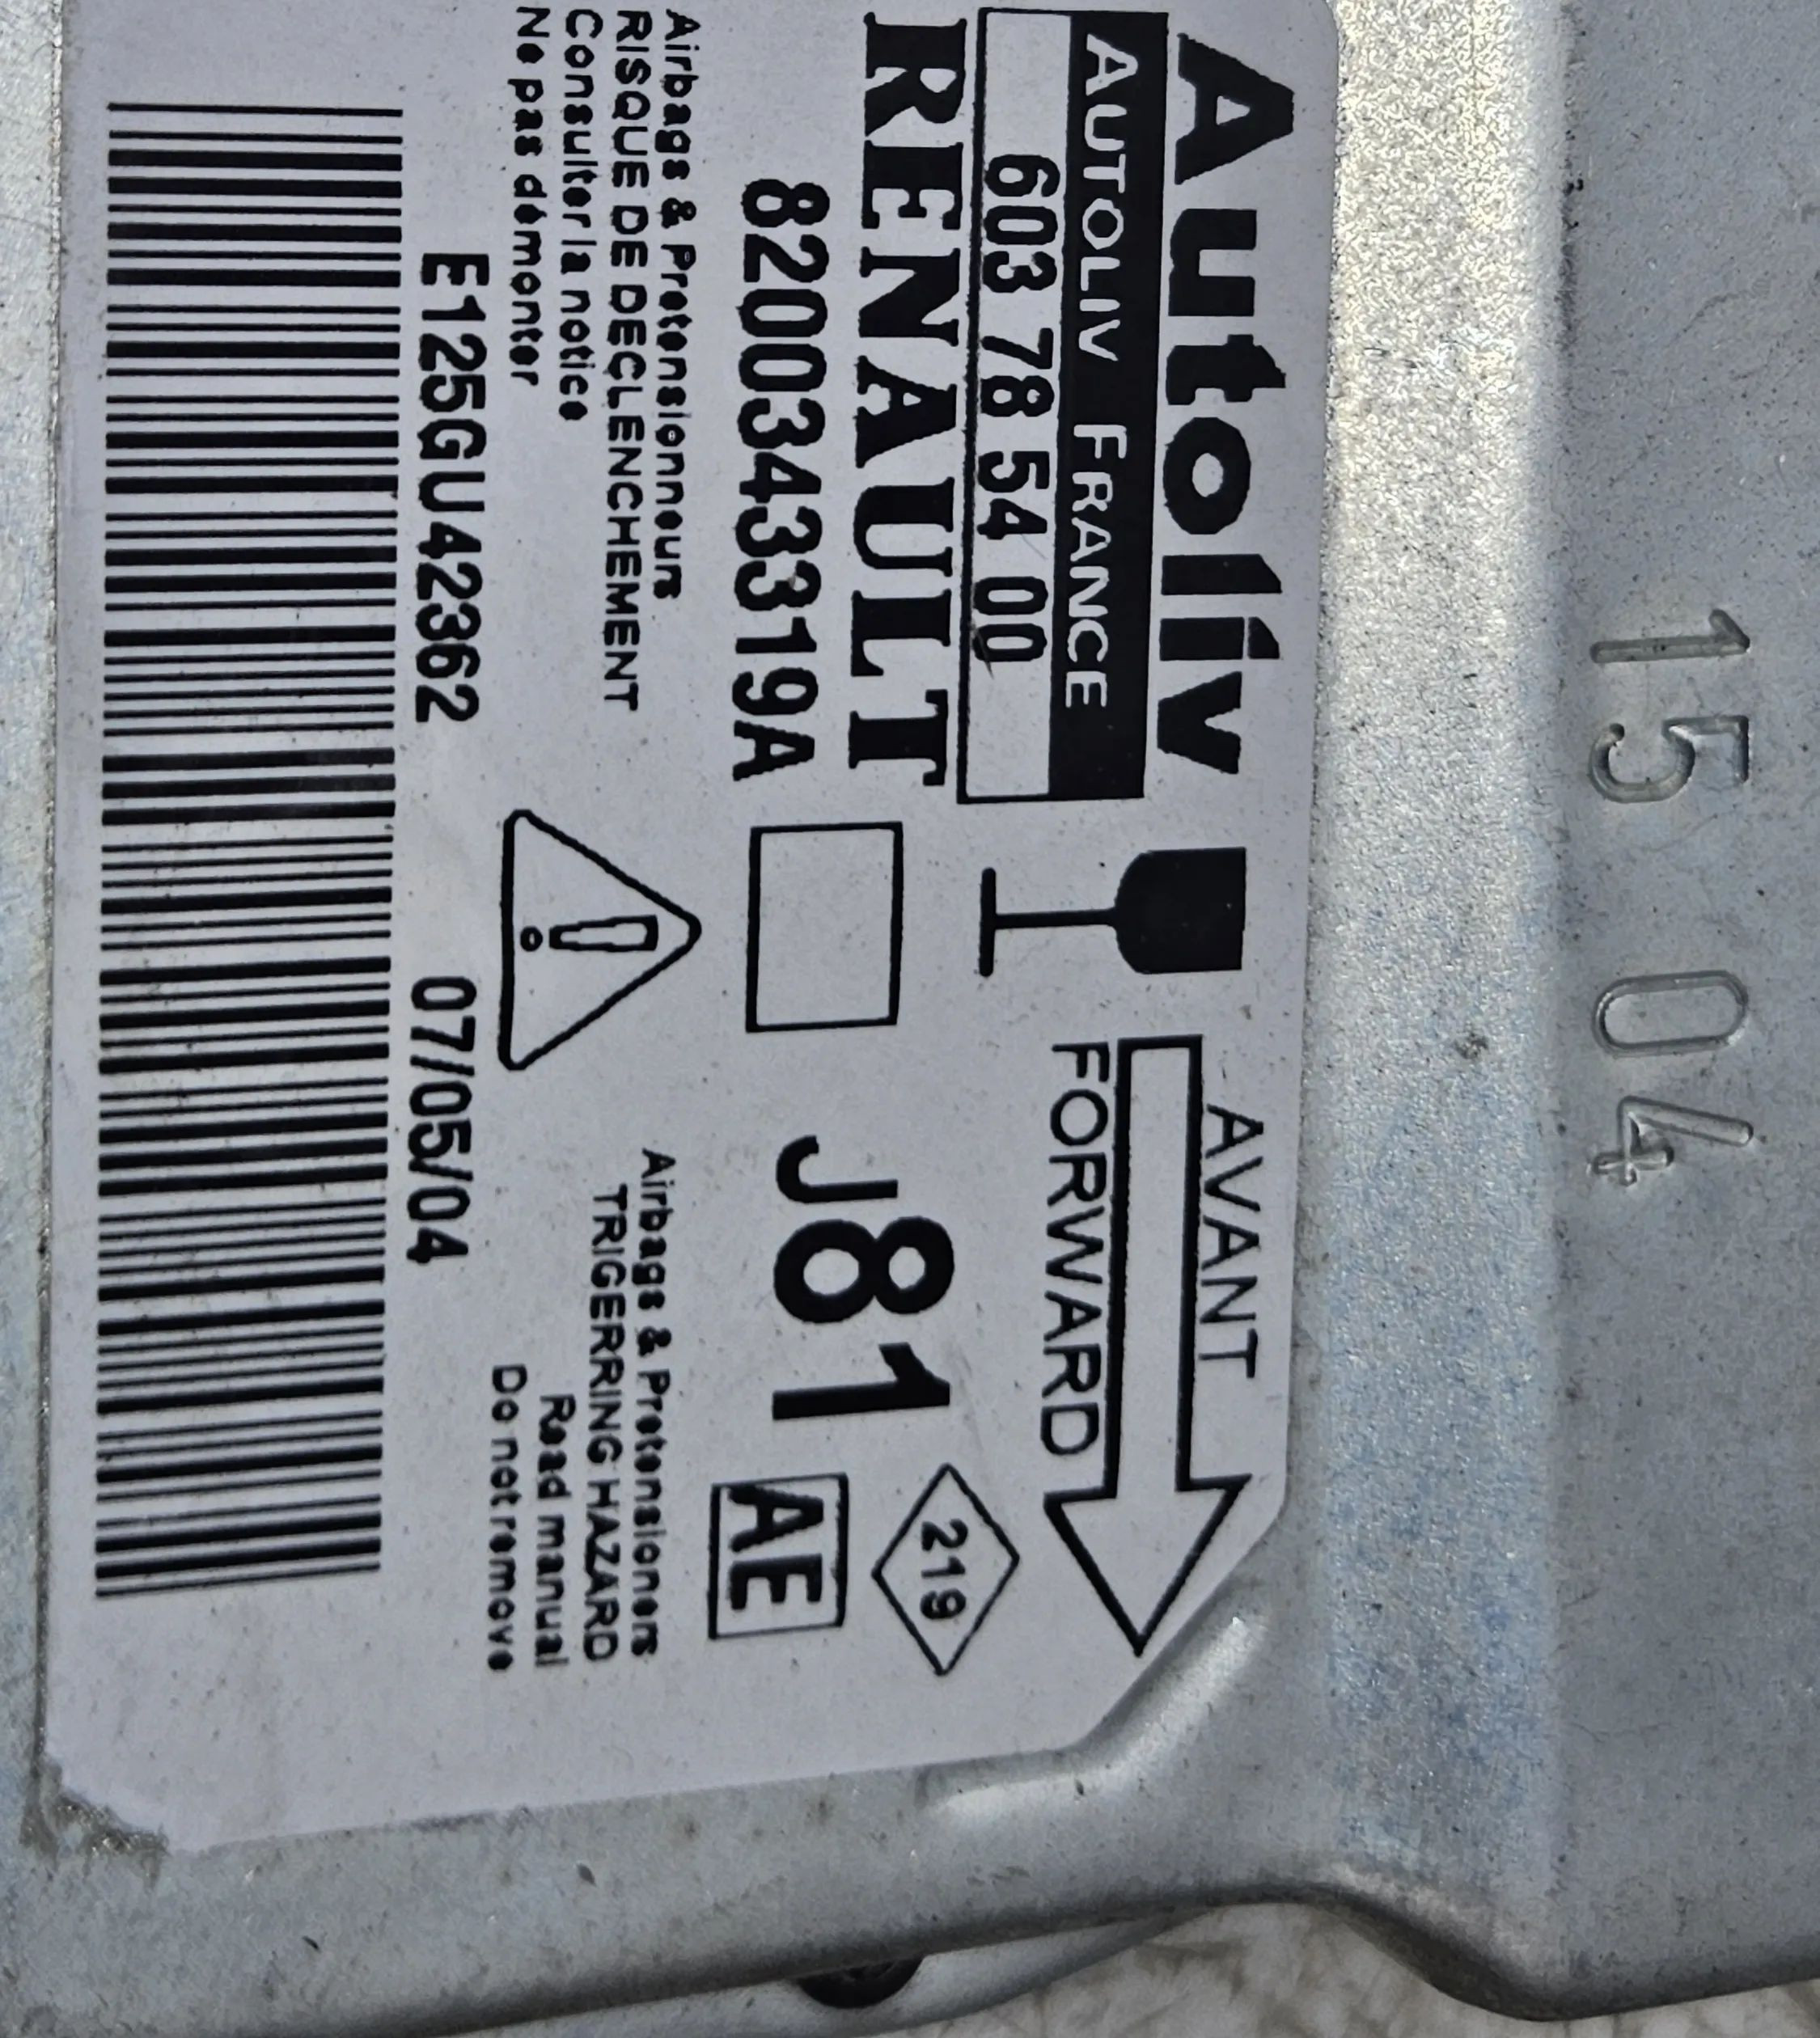 Autoliv
AUTOLIV FRANCE
603 78 54 00
RENAULT
8200343319A
AVANT
FORWARD
J81
219
AE
Airbags & Pretensionneurs
RISQUE DE DECLENCHEMENT
Consulter la notice
Ne pas démonter
Airbags & Pretensioners
TRIGERRING HAZARD
Read manual
Do not remove
E125GU42362 07/05/04
15 04